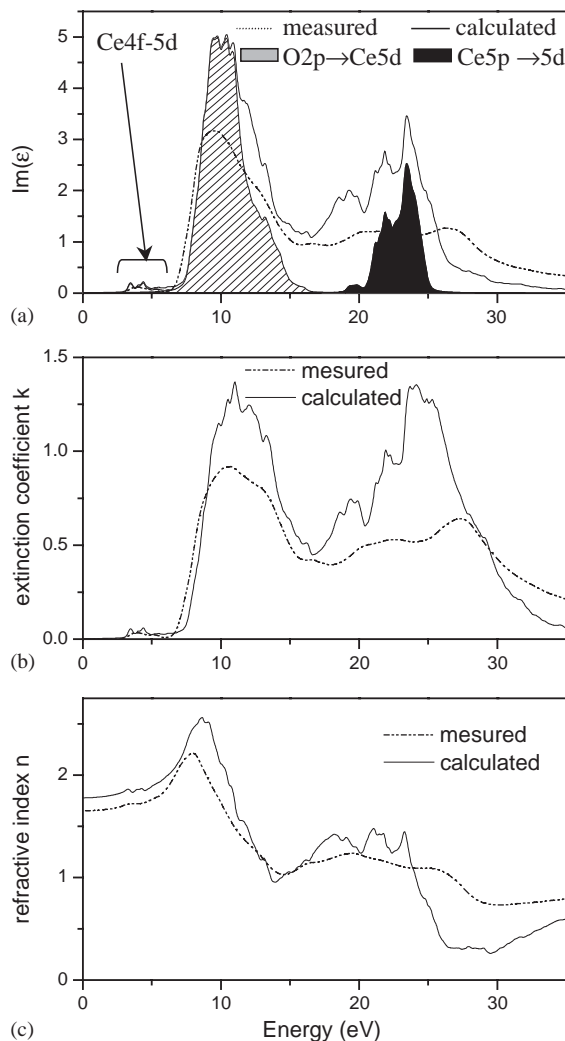 Ce4f-5d
measured
calculated
O2p→Ce5d
Ce5p →5d
5
4
3
2
1
0
Im(ε)
(a)
0
10
20
30
mesured
calculated
1.5
1.0
0.5
0.0
extinction coefficient k
(b)
0
10
20
30
mesured
calculated
2
1
0
refractive index n
(c)
0
10
20
30
Energy (eV)